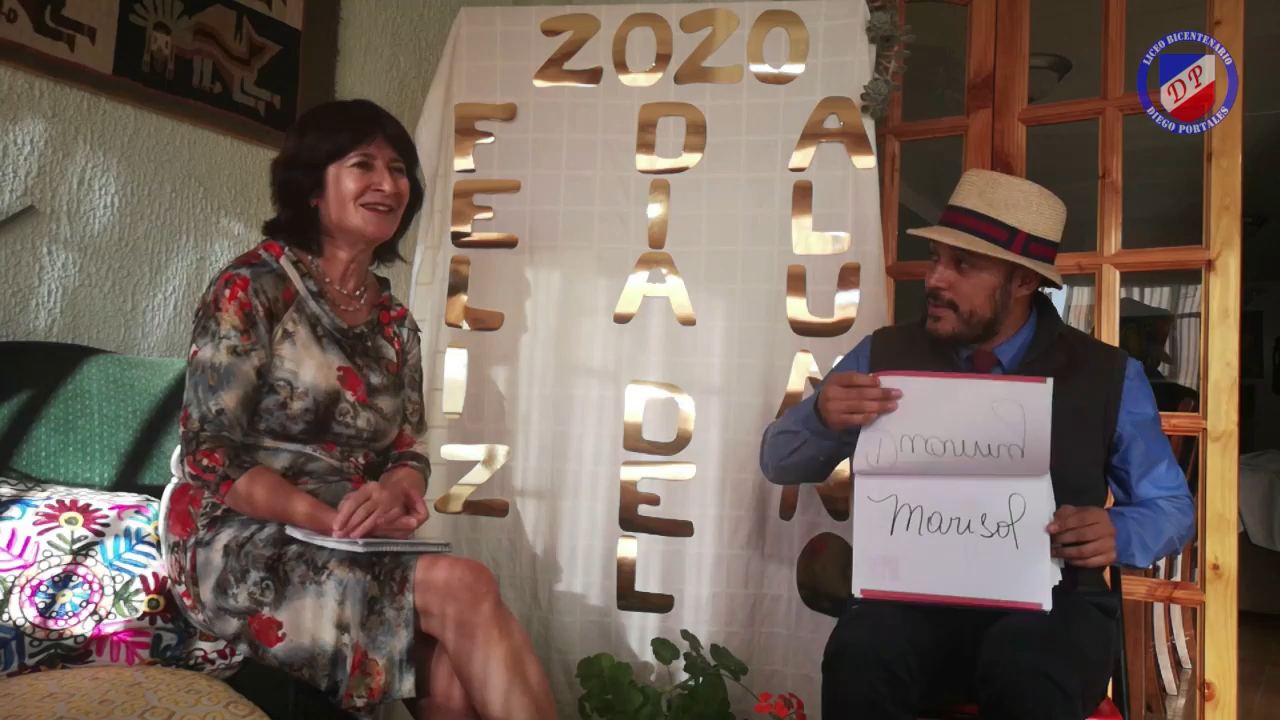 2020
FELIZ
DIA DEL
ALUMNO
Marisol
LICEO BICENTENARIO
DP
DIEGO PORTALES